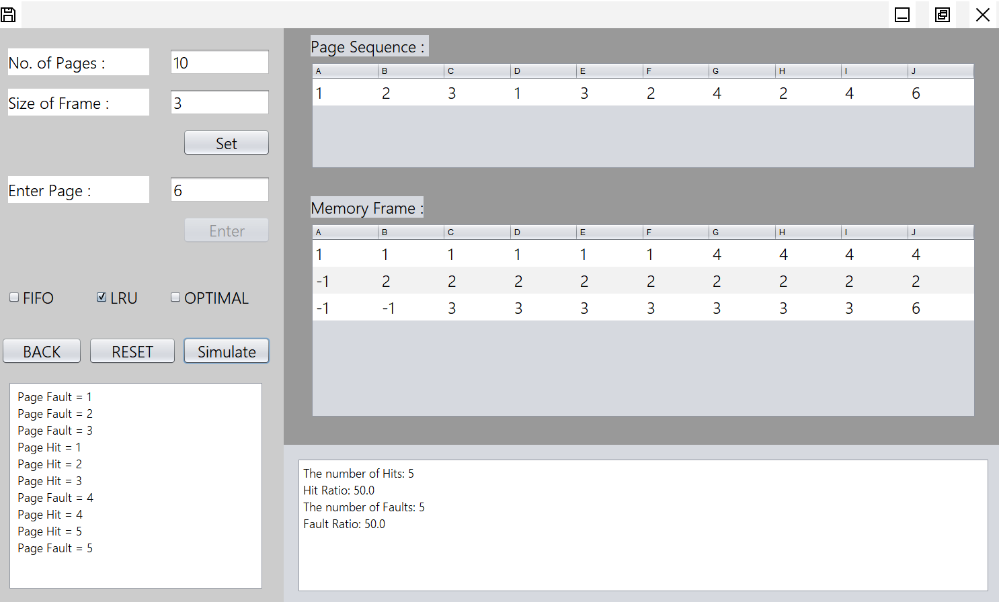 No. of Pages :
10
Size of Frame :
3
Set
Enter Page :
6
Enter
FIFO
LRU
OPTIMAL
BACK
RESET
Simulate
Page Fault = 1
Page Fault = 2
Page Fault = 3
Page Hit = 1
Page Hit = 2
Page Hit = 3
Page Fault = 4
Page Hit = 4
Page Hit = 5
Page Fault = 5
Page Sequence :
A B C D E F G H I J
1 2 3 1 3 2 4 2 4 6
Memory Frame :
A B C D E F G H I J
1 1 1 1 1 1 4 4 4 4
-1 2 2 2 2 2 2 2 2 2
-1 -1 3 3 3 3 3 3 3 6
The number of Hits: 5
Hit Ratio: 50.0
The number of Faults: 5
Fault Ratio: 50.0